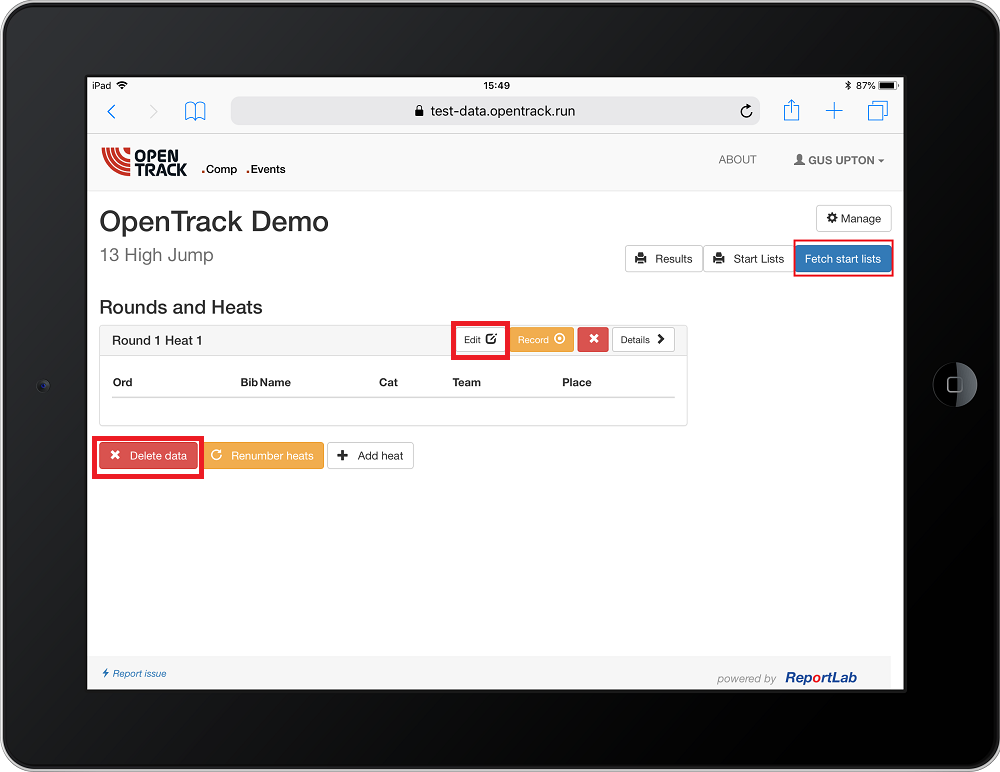 iPad 15:49 87%
test-data.opentrack.run
OPEN TRACK .Comp .Events ABOUT GUS UPTON
OpenTrack Demo
Manage
13 High Jump
Results Start Lists Fetch start lists
Rounds and Heats
Round 1 Heat 1 Edit Record Details
Ord Bib Name Cat Team Place
Delete data Renumber heats Add heat
Report issue
powered by ReportLab